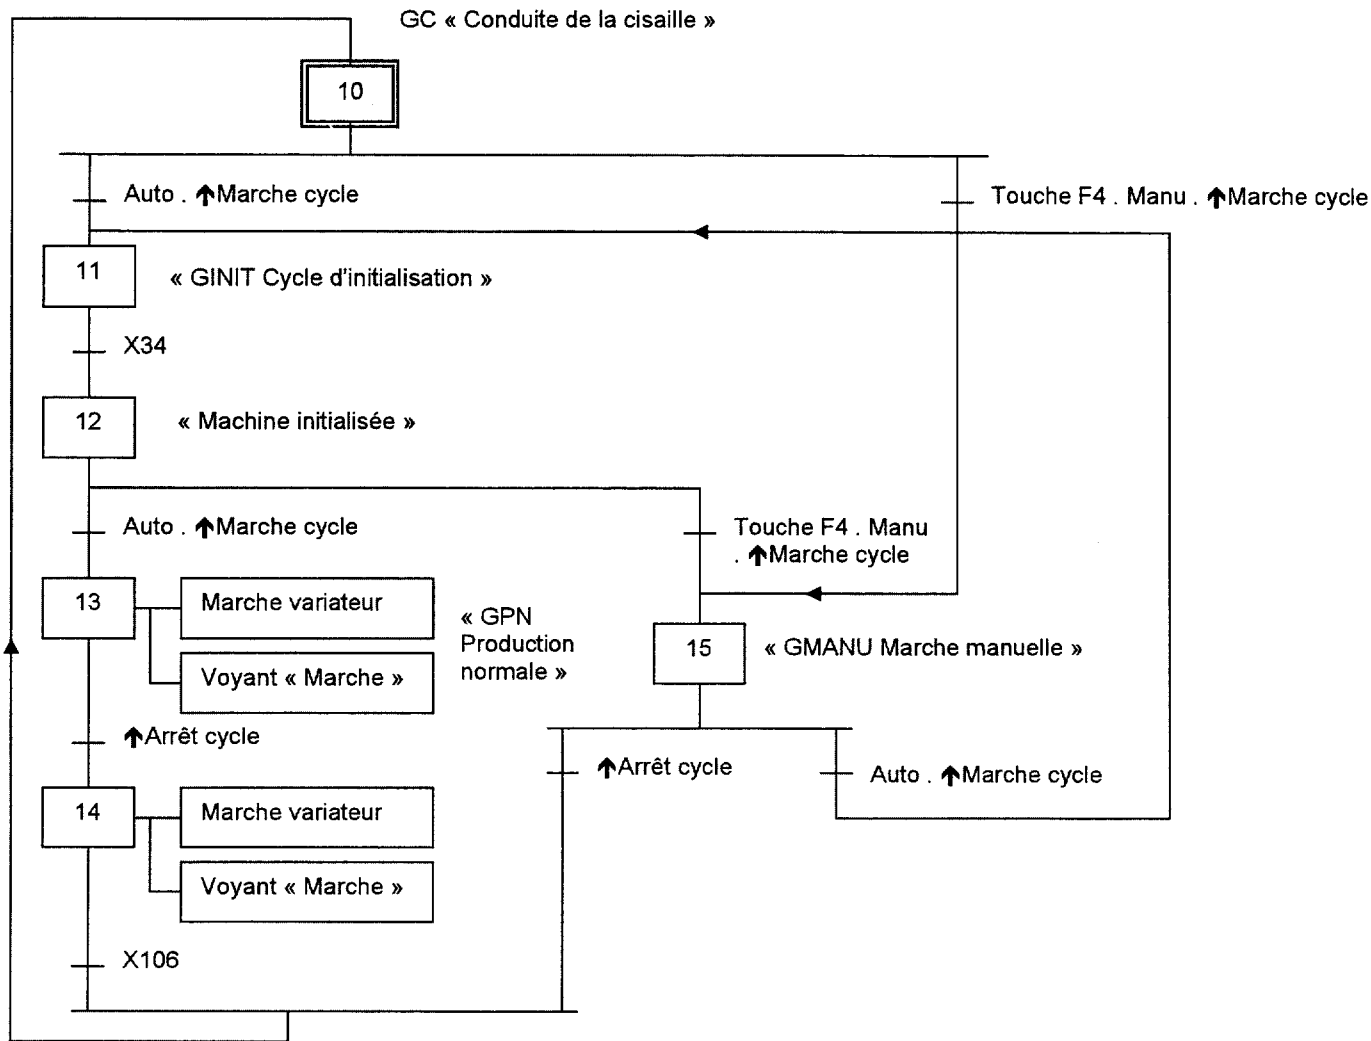 GC « Conduite de la cisaille »
10
Auto . ↑Marche cycle
Touche F4 . Manu . ↑Marche cycle
11
« GINIT Cycle d'initialisation »
X34
12
« Machine initialisée »
Auto . ↑Marche cycle
Touche F4 . Manu
. ↑Marche cycle
13
Marche variateur
Voyant « Marche »
« GPN
Production
normale »
15
« GMANU Marche manuelle »
↑Arrêt cycle
↑Arrêt cycle
Auto . ↑Marche cycle
14
Marche variateur
Voyant « Marche »
X106